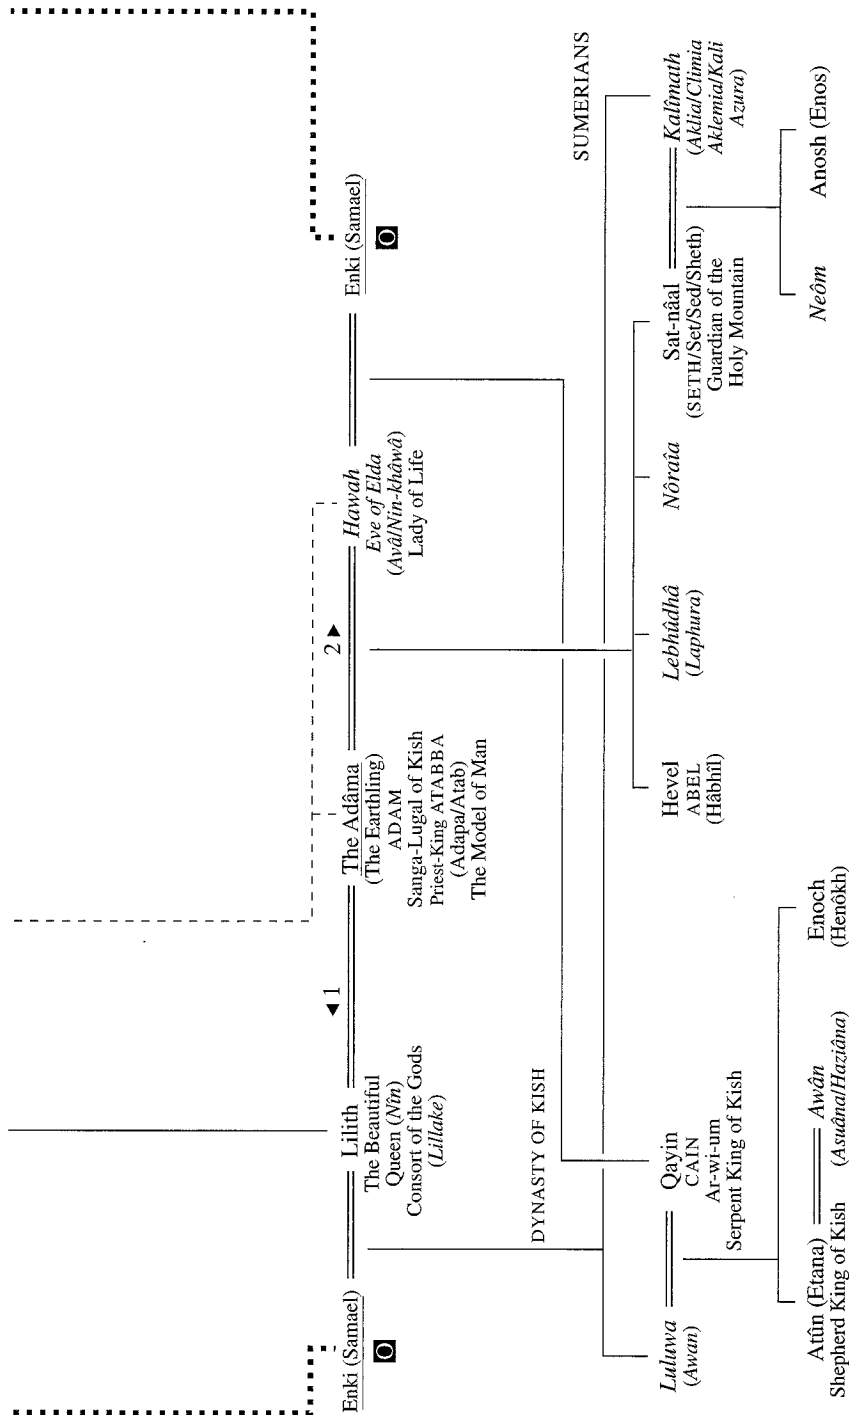 Enki (Samael)
O
Lilith
The Beautiful
Queen (Nîn)
Consort of the Gods
(Lillake)
◄ 1
The Adâma
(The Earthling)
ADAM
Sanga-Lugal of Kish
Priest-King ATABBA
(Adapa/Atab)
The Model of Man
2 ►
Hawah
Eve of Elda
(Avâ/Nin-khâwâ)
Lady of Life
Enki (Samael)
O
DYNASTY OF KISH
SUMERIANS
Luluwa
(Awan)
Qayin
CAIN
Ar-wi-um
Serpent King of Kish
Hevel
ABEL
(Hâbhîl)
Lebhûdhâ
(Laphura)
Nôraîa
Sat-nâal
(SETH/Set/Sed/Sheth)
Guardian of the
Holy Mountain
Kalîmath
(Aklia/Climia
Aklemia/Kali
Azura)
Atûn (Etana)
Shepherd King of Kish
Awân
(Asuâna/Haziâna)
Enoch
(Henôkh)
Neôm
Anosh (Enos)